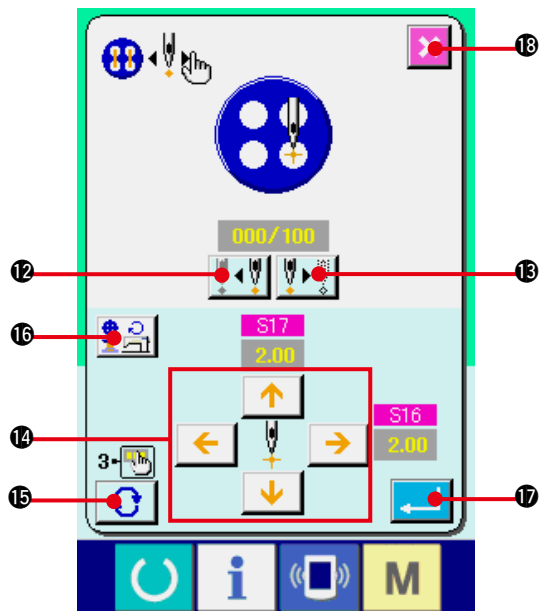 ⓲
000/100
⓬
⓭
⓰
S17
2.00
⓮
S16
2.00
3
⓯
⓱
i
M